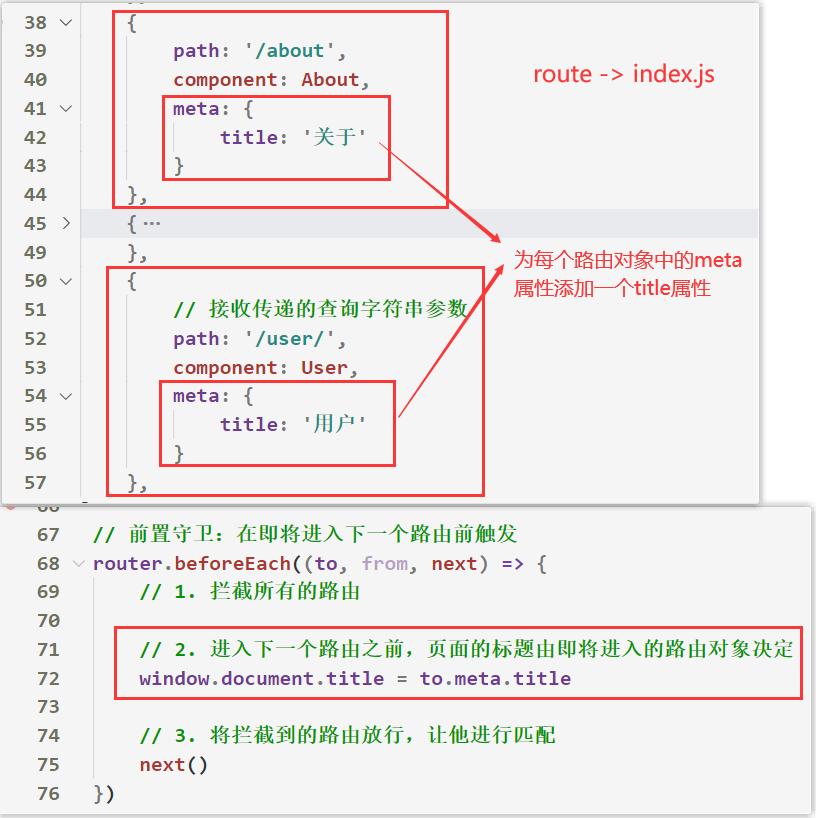 38 {
39 path: '/about',
40 component: About,
route -> index.js
41 meta: {
42 title: '关于'
43 }
44 },
45 { ···
49 },
为每个路由对象中的meta
属性添加一个title属性
50 {
51 // 接收传递的查询字符串参数
52 path: '/user/',
53 component: User,
54 meta: {
55 title: '用户'
56 }
57 },
67 // 前置守卫: 在即将进入下一个路由前触发
68 router.beforeEach((to, from, next) => {
69 // 1. 拦截所有的路由
70
71 // 2. 进入下一个路由之前，页面的标题由即将进入的路由对象决定
72 window.document.title = to.meta.title
73
74 // 3. 将拦截到的路由放行，让他进行匹配
75 next()
76 })